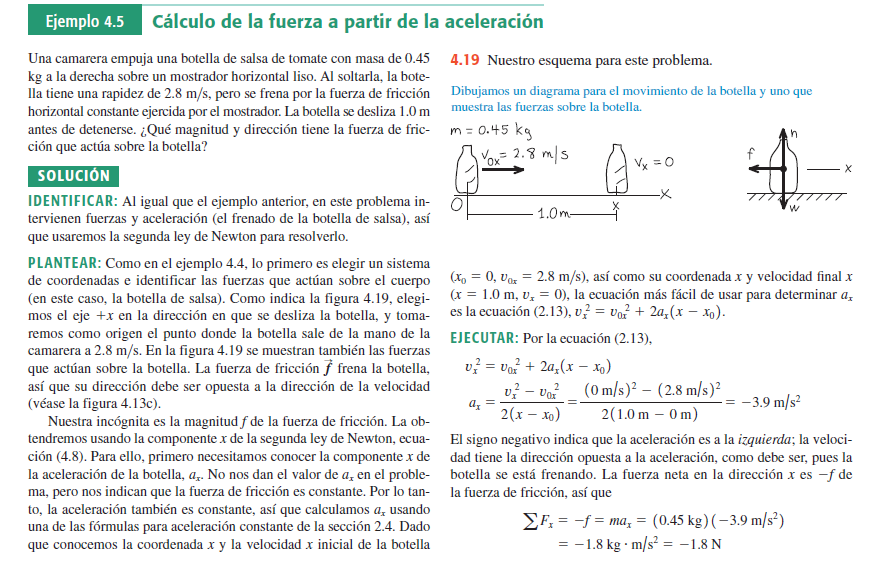 Ejemplo 4.5 Cálculo de la fuerza a partir de la aceleración
Una camarera empuja una botella de salsa de tomate con masa de 0.45
kg a la derecha sobre un mostrador horizontal liso. Al soltarla, la bote-
lla tiene una rapidez de 2.8 m/s, pero se frena por la fuerza de fricción
horizontal constante ejercida por el mostrador. La botella se desliza 1.0 m
antes de detenerse. ¿Qué magnitud y dirección tiene la fuerza de fric-
ción que actúa sobre la botella?
SOLUCIÓN
IDENTIFICAR: Al igual que el ejemplo anterior, en este problema in-
tervienen fuerzas y aceleración (el frenado de la botella de salsa), así
que usaremos la segunda ley de Newton para resolverlo.
PLANTEAR: Como en el ejemplo 4.4, lo primero es elegir un sistema
de coordenadas e identificar las fuerzas que actúan sobre el cuerpo
(en este caso, la botella de salsa). Como indica la figura 4.19, elegi-
mos el eje +x en la dirección en que se desliza la botella, y toma-
remos como origen el punto donde la botella sale de la mano de la
camarera a 2.8 m/s. En la figura 4.19 se muestran también las fuerzas
que actúan sobre la botella. La fuerza de fricción f⃗ frena la botella,
así que su dirección debe ser opuesta a la dirección de la velocidad
(véase la figura 4.13c).
Nuestra incógnita es la magnitud f de la fuerza de fricción. La ob-
tendremos usando la componente x de la segunda ley de Newton, ecua-
ción (4.8). Para ello, primero necesitamos conocer la componente x de
la aceleración de la botella, aₓ. No nos dan el valor de aₓ en el proble-
ma, pero nos indican que la fuerza de fricción es constante. Por lo tan-
to, la aceleración también es constante, así que calculamos aₓ usando
una de las fórmulas para aceleración constante de la sección 2.4. Dado
que conocemos la coordenada x y la velocidad x inicial de la botella
4.19 Nuestro esquema para este problema.
Dibujamos un diagrama para el movimiento de la botella y uno que
muestra las fuerzas sobre la botella.
m = 0.45 kg
v₀ₓ = 2.8 m/s
vₓ = 0
O
x
x
1.0m
n
f
x
w
(x₀ = 0, v₀ₓ = 2.8 m/s), así como su coordenada x y velocidad final x
(x = 1.0 m, vₓ = 0), la ecuación más fácil de usar para determinar aₓ
es la ecuación (2.13), vₓ² = v₀ₓ² + 2aₓ(x − x₀).
EJECUTAR: Por la ecuación (2.13),
vₓ² = v₀ₓ² + 2aₓ(x − x₀)
aₓ = (vₓ² − v₀ₓ²) / 2(x − x₀) = ((0 m/s)² − (2.8 m/s)²) / 2(1.0 m − 0 m) = −3.9 m/s²
El signo negativo indica que la aceleración es a la izquierda; la veloci-
dad tiene la dirección opuesta a la aceleración, como debe ser, pues la
botella se está frenando. La fuerza neta en la dirección x es −f de
la fuerza de fricción, así que
∑Fₓ = −f = maₓ = (0.45 kg)(−3.9 m/s²)
= −1.8 kg · m/s² = −1.8 N